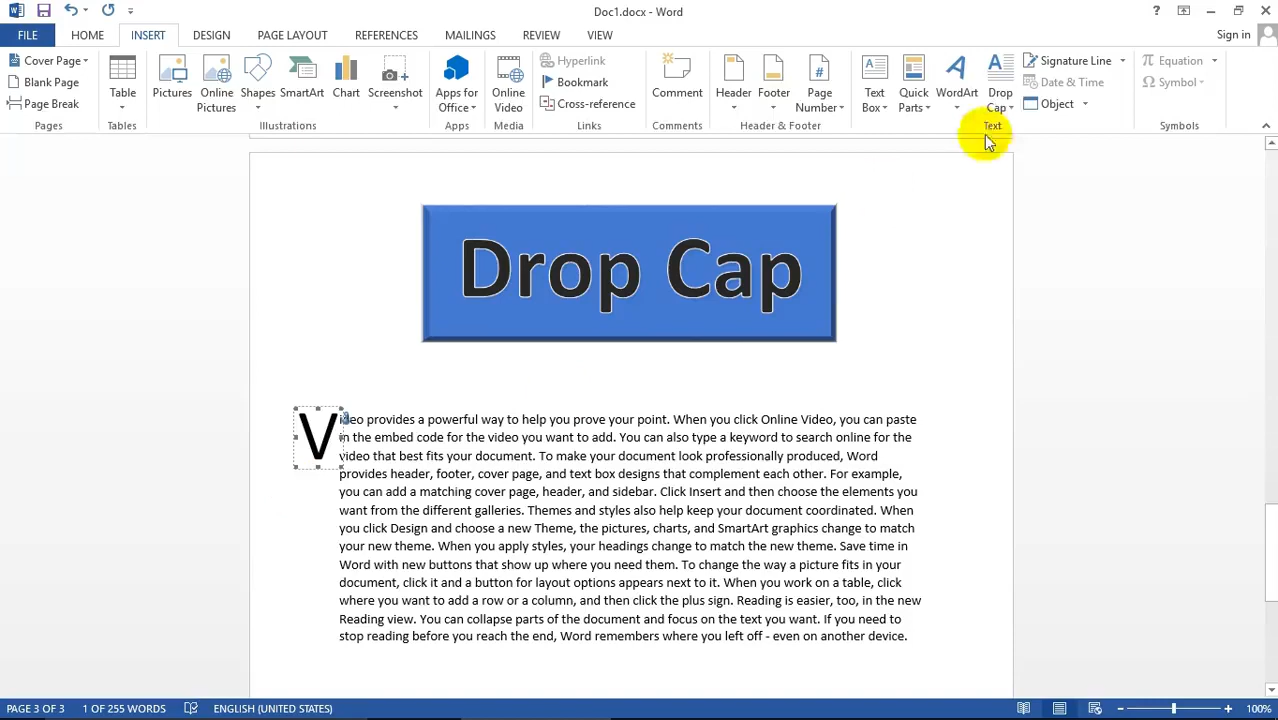 Doc1.docx - Word
Sign in
FILE HOME INSERT DESIGN PAGE LAYOUT REFERENCES MAILINGS REVIEW VIEW
Cover Page
Blank Page
Page Break
Pages
Table
Tables
Pictures
Online Pictures
Shapes
SmartArt
Chart
Screenshot
Illustrations
Apps for Office
Apps
Online Video
Media
Hyperlink
Bookmark
Cross-reference
Links
Comment
Comments
Header
Footer
Page Number
Header & Footer
Text Box
Quick Parts
WordArt
Drop Cap
Signature Line
Date & Time
Object
Text
Equation
Symbol
Symbols
Drop Cap
Video provides a powerful way to help you prove your point. When you click Online Video, you can paste
in the embed code for the video you want to add. You can also type a keyword to search online for the
video that best fits your document. To make your document look professionally produced, Word
provides header, footer, cover page, and text box designs that complement each other. For example,
you can add a matching cover page, header, and sidebar. Click Insert and then choose the elements you
want from the different galleries. Themes and styles also help keep your document coordinated. When
you click Design and choose a new Theme, the pictures, charts, and SmartArt graphics change to match
your new theme. When you apply styles, your headings change to match the new theme. Save time in
Word with new buttons that show up where you need them. To change the way a picture fits in your
document, click it and a button for layout options appears next to it. When you work on a table, click
where you want to add a row or a column, and then click the plus sign. Reading is easier, too, in the new
Reading view. You can collapse parts of the document and focus on the text you want. If you need to
stop reading before you reach the end, Word remembers where you left off - even on another device.
PAGE 3 OF 3 1 OF 255 WORDS ENGLISH (UNITED STATES) 100%